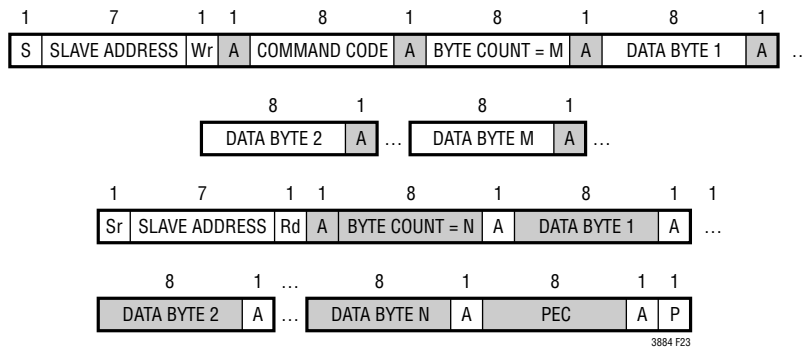 1 7 1 1 8 1 8 1 8 1
S SLAVE ADDRESS Wr A COMMAND CODE A BYTE COUNT = M A DATA BYTE 1 A …
8 1 8 1
DATA BYTE 2 A … DATA BYTE M A …
1 7 1 1 8 1 8 1 1
Sr SLAVE ADDRESS Rd A BYTE COUNT = N A DATA BYTE 1 A …
8 1 … 8 1 8 1 1
DATA BYTE 2 A … DATA BYTE N A PEC A P
3884 F23